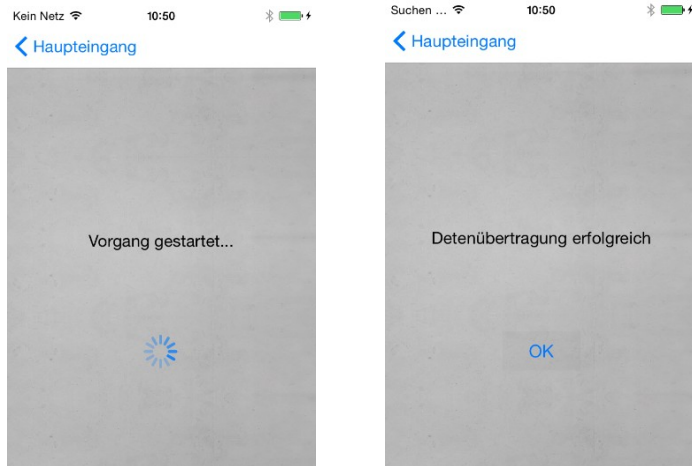 Kein Netz 10:50
Haupteingang
Vorgang gestartet...
Suchen ... 10:50
Haupteingang
Detenübertragung erfolgreich
OK